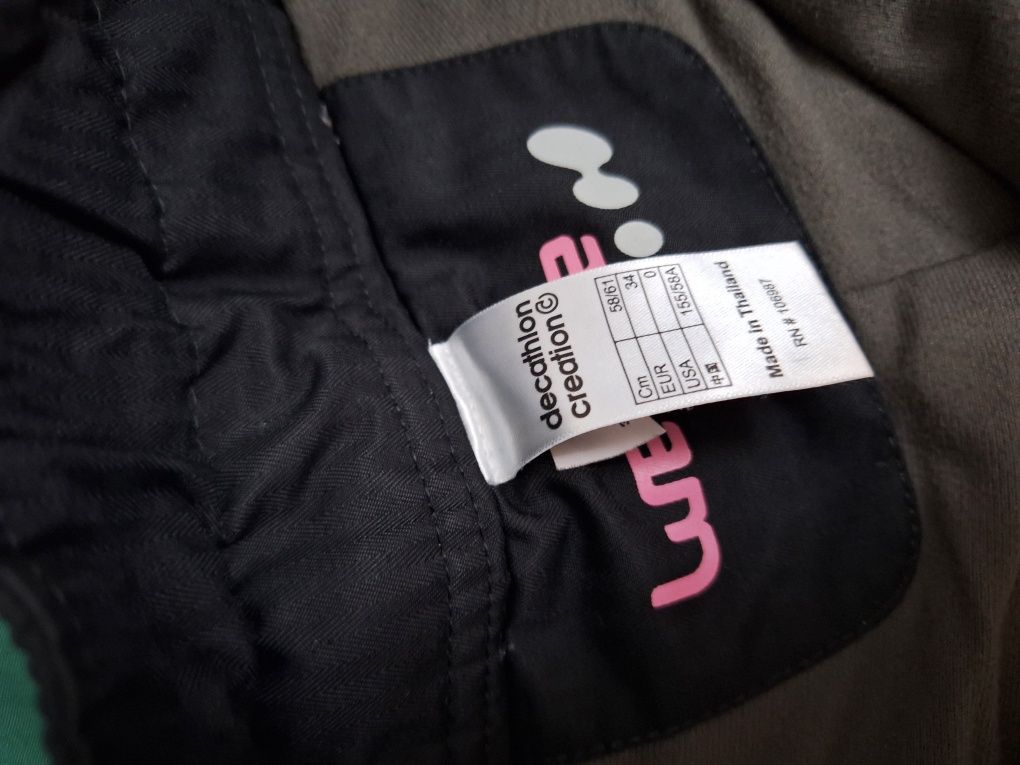 decathlon
creation©
Cm 58/61
EUR 34
USA 0
中国 155/58A
Made in Thailand
RN # 106987